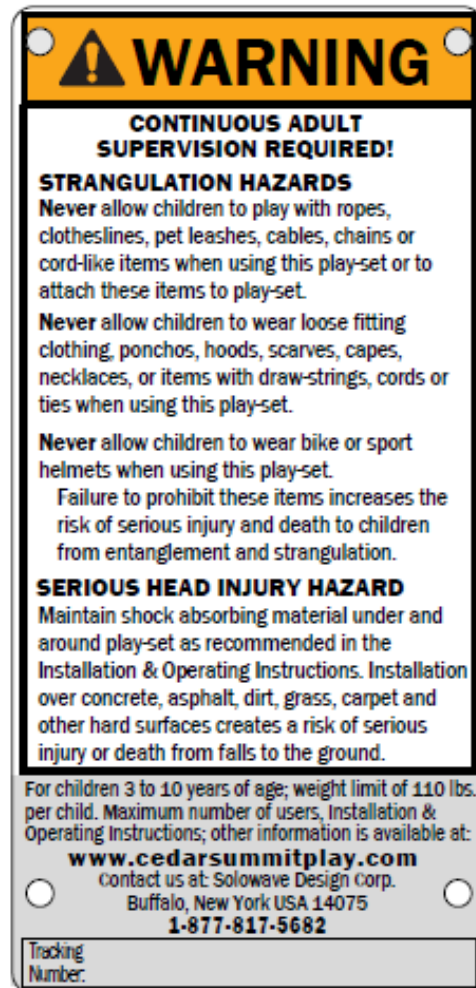 WARNING
CONTINUOUS ADULT
SUPERVISION REQUIRED!
STRANGULATION HAZARDS
Never allow children to play with ropes,
clotheslines, pet leashes, cables, chains or
cord-like items when using this play-set or to
attach these items to play-set.
Never allow children to wear loose fitting
clothing, ponchos, hoods, scarves, capes,
necklaces, or items with draw-strings, cords or
ties when using this play-set.
Never allow children to wear bike or sport
helmets when using this play-set.
Failure to prohibit these items increases the
risk of serious injury and death to children
from entanglement and strangulation.
SERIOUS HEAD INJURY HAZARD
Maintain shock absorbing material under and
around play-set as recommended in the
Installation & Operating Instructions. Installation
over concrete, asphalt, dirt, grass, carpet and
other hard surfaces creates a risk of serious
injury or death from falls to the ground.
For children 3 to 10 years of age; weight limit of 110 lbs.
per child. Maximum number of users, Installation &
Operating Instructions; other information is available at:
www.cedarsummitplay.com
Contact us at: Solowave Design Corp.
Buffalo, New York USA 14075
1-877-817-5682
Tracking
Number: